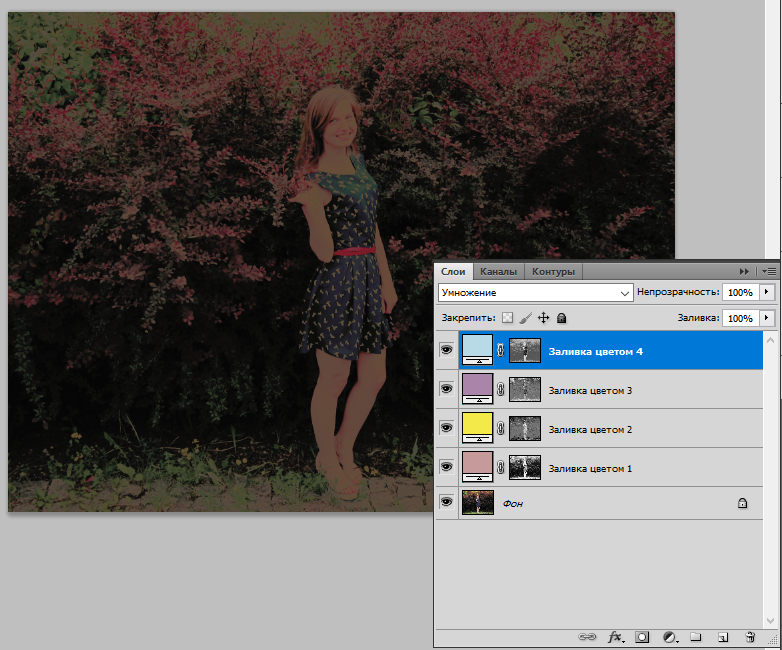 Слои Каналы Контуры
Умножение Непрозрачность: 100%
Закрепить: Заливка: 100%
Заливка цветом 4
Заливка цветом 3
Заливка цветом 2
Заливка цветом 1
Фон
fx